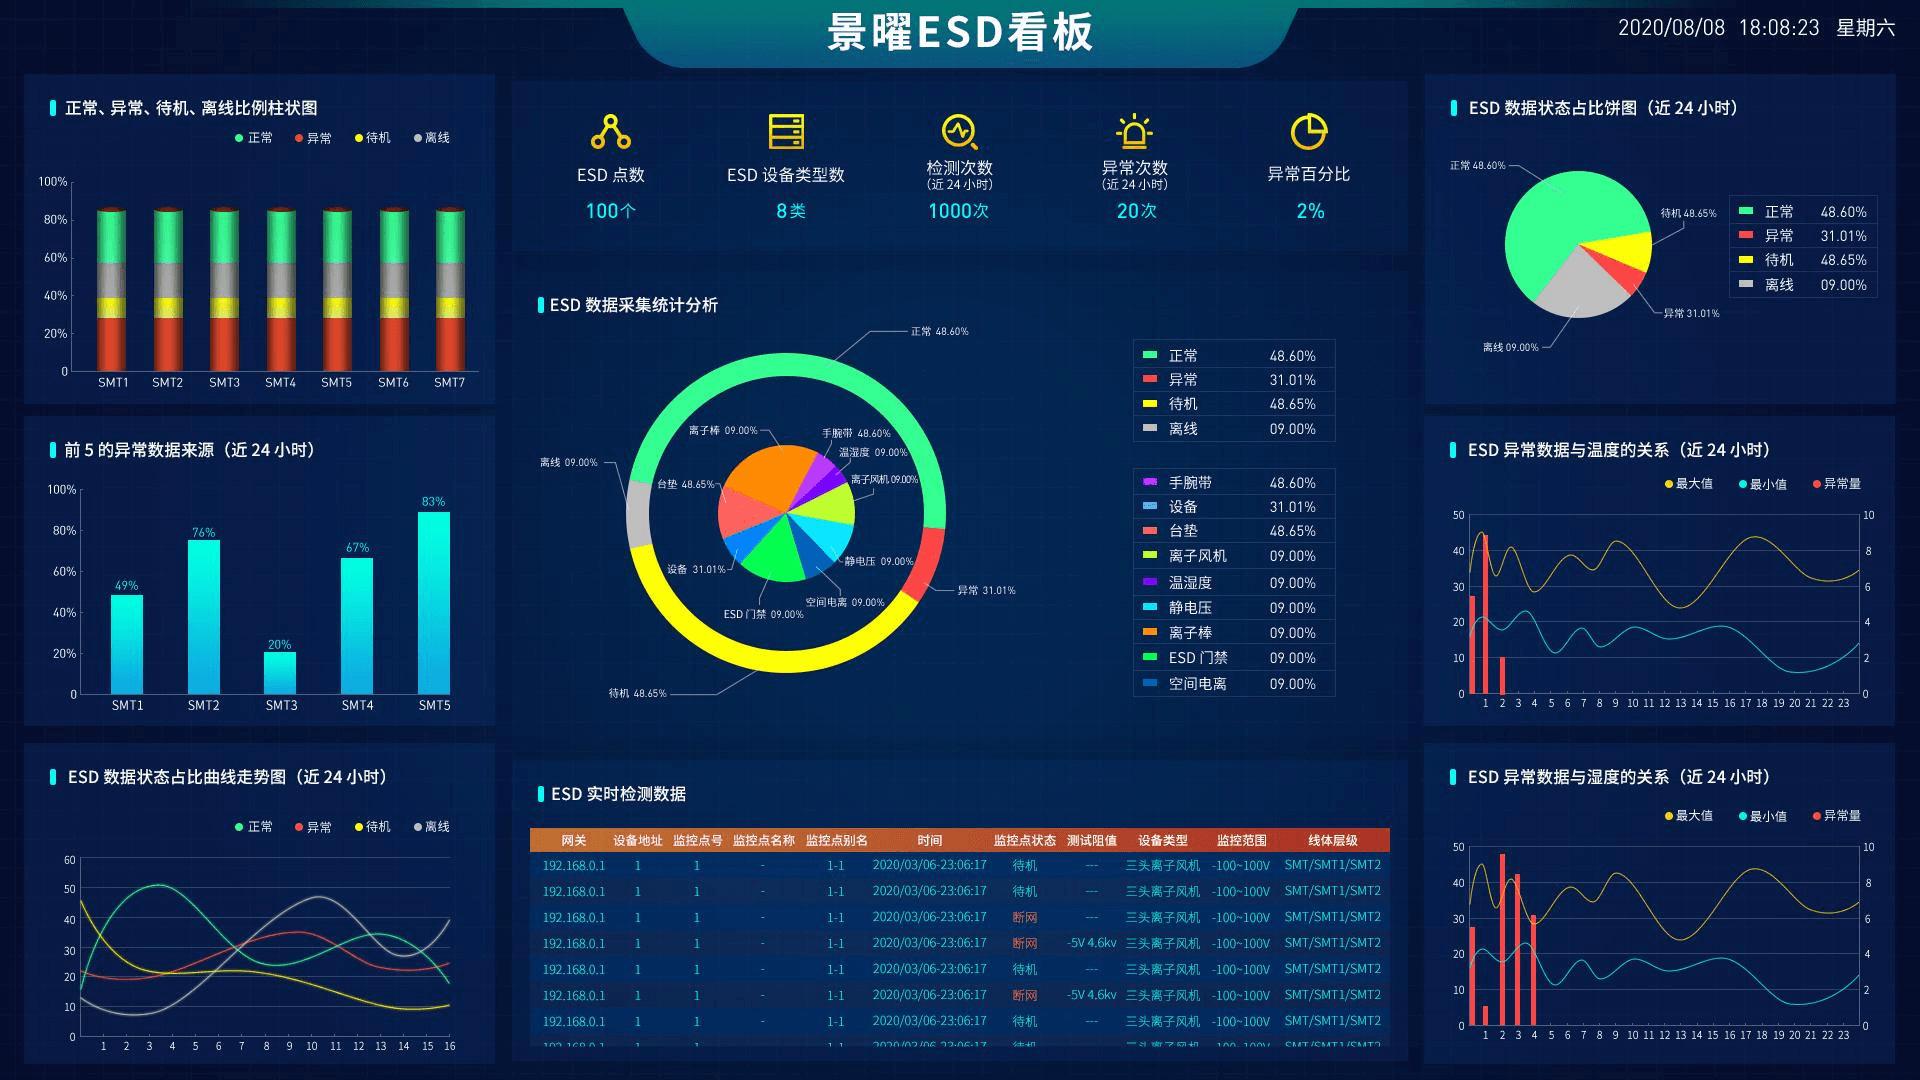 景曜ESD看板
2020/08/08 18:08:23 星期六
正常、异常、待机、离线比例柱状图
正常 异常 待机 离线
100%
80%
60%
40%
20%
0
SMT1 SMT2 SMT3 SMT4 SMT5 SMT6 SMT7
前 5 的异常数据来源（近 24 小时）
100%
80%
60%
40%
20%
0
49%
76%
20%
67%
83%
SMT1 SMT2 SMT3 SMT4 SMT5
ESD 数据状态占比曲线走势图（近 24 小时）
正常 异常 待机 离线
60
50
40
30
20
10
0
1 2 3 4 5 6 7 8 9 10 11 12 13 14 15 16
ESD 点数
100个
ESD 设备类型数
8类
检测次数
（近 24 小时）
1000次
异常次数
（近 24 小时）
20次
异常百分比
2%
ESD 数据采集统计分析
正常 48.60%
离子棒 09.00%
手腕带 48.60%
温湿度 09.00%
离线 09.00%
台垫 48.65%
离子风机 09.00%
设备 31.01%
静电压 09.00%
异常 31.01%
空间电离 09.00%
ESD 门禁 09.00%
待机 48.65%
正常 48.60%
异常 31.01%
待机 48.65%
离线 09.00%
手腕带 48.60%
设备 31.01%
台垫 48.65%
离子风机 09.00%
温湿度 09.00%
静电压 09.00%
离子棒 09.00%
ESD 门禁 09.00%
空间电离 09.00%
ESD 实时检测数据
网关 设备地址 监控点号 监控点名称 监控点别名 时间 监控点状态 测试阻值 设备类型 监控范围 线体层级
192.168.0.1 1 1 - 1-1 2020/03/06-23:06:17 待机 --- 三头离子风机 -100~100V SMT/SMT1/SMT2
192.168.0.1 1 1 - 1-1 2020/03/06-23:06:17 待机 --- 三头离子风机 -100~100V SMT/SMT1/SMT2
192.168.0.1 1 1 - 1-1 2020/03/06-23:06:17 断网 --- 三头离子风机 -100~100V SMT/SMT1/SMT2
192.168.0.1 1 1 - 1-1 2020/03/06-23:06:17 断网 -5V 4.6kv 三头离子风机 -100~100V SMT/SMT1/SMT2
192.168.0.1 1 1 - 1-1 2020/03/06-23:06:17 待机 --- 三头离子风机 -100~100V SMT/SMT1/SMT2
192.168.0.1 1 1 - 1-1 2020/03/06-23:06:17 断网 -5V 4.6kv 三头离子风机 -100~100V SMT/SMT1/SMT2
192.168.0.1 1 1 - 1-1 2020/03/06-23:06:17 待机 --- 三头离子风机 -100~100V SMT/SMT1/SMT2
ESD 数据状态占比饼图（近 24 小时）
正常 48.60%
待机 48.65%
异常 31.01%
离线 09.00%
正常 48.60%
异常 31.01%
待机 48.65%
离线 09.00%
ESD 异常数据与温度的关系（近 24 小时）
最大值 最小值 异常量
50 10
40 8
30 6
20 4
10 2
0 0
1 2 3 4 5 6 7 8 9 10 11 12 13 14 15 16 17 18 19 20 21 22 23
ESD 异常数据与湿度的关系（近 24 小时）
最大值 最小值 异常量
50 10
40 8
30 6
20 4
10 2
0 0
1 2 3 4 5 6 7 8 9 10 11 12 13 14 15 16 17 18 19 20 21 22 23